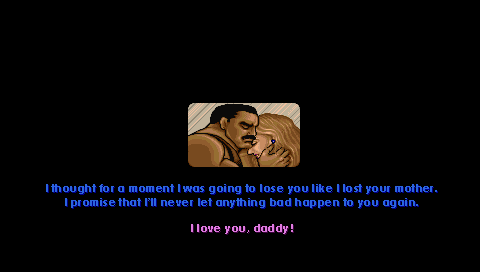 I thought for a moment I was going to lose you like I lost your mother.
I promise that I'll never let anything bad happen to you again.
I love you, daddy!